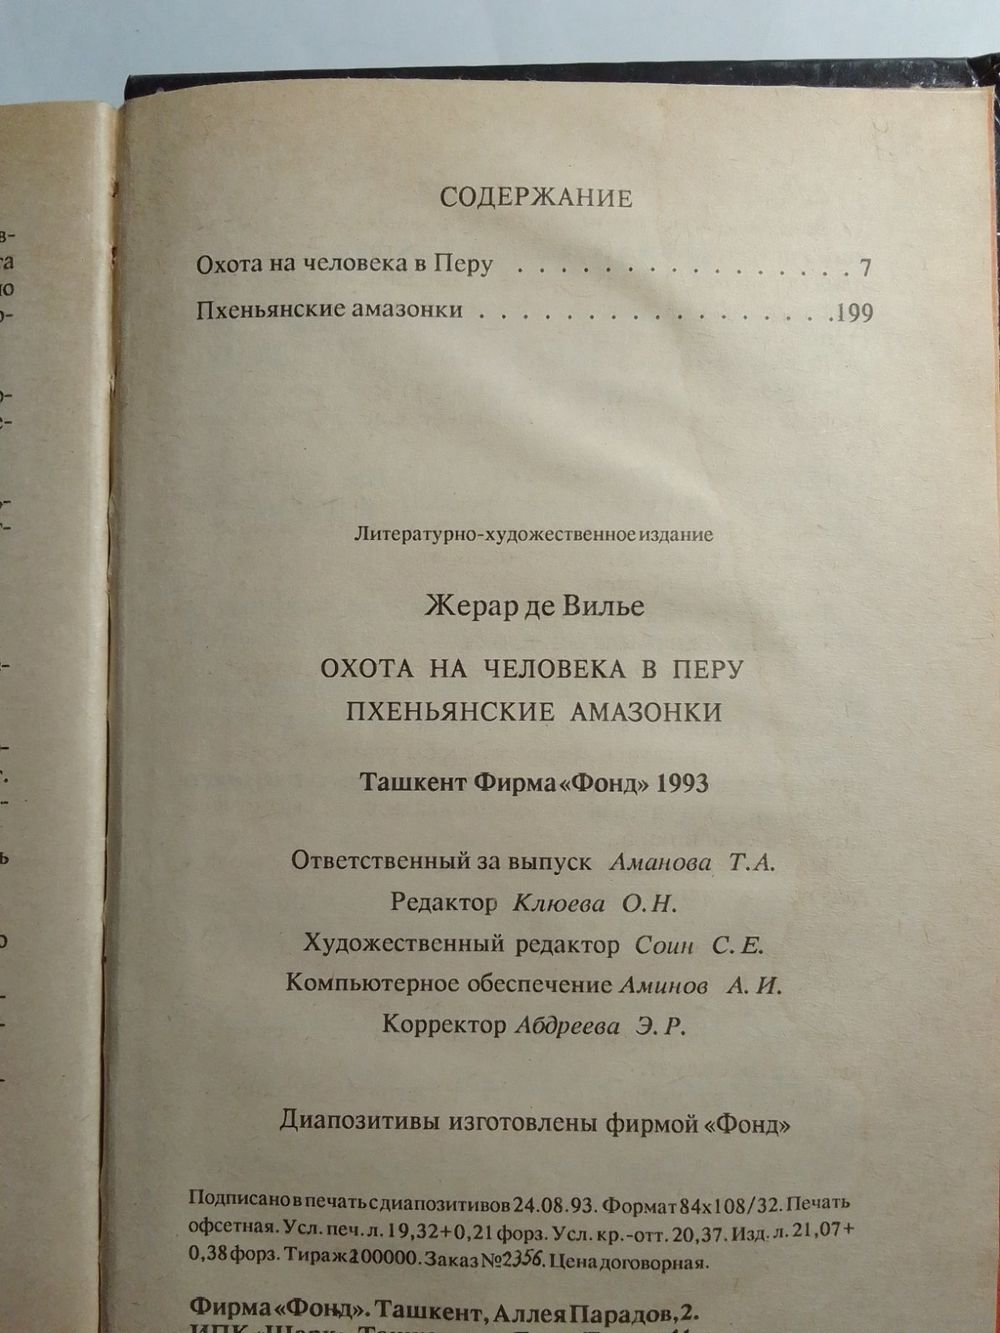 СОДЕРЖАНИЕ
Охота на человека в Перу . . . . . . . . . . . . . . . . 7
Пхеньянские амазонки . . . . . . . . . . . . . . . . . 199
Литературно-художественное издание
Жерар де Вилье
ОХОТА НА ЧЕЛОВЕКА В ПЕРУ
ПХЕНЬЯНСКИЕ АМАЗОНКИ
Ташкент Фирма «Фонд» 1993
Ответственный за выпуск Аманова Т.А.
Редактор Клюева О.Н.
Художественный редактор Соин С.Е.
Компьютерное обеспечение Аминов А.И.
Корректор Абдреева Э.Р.
Диапозитивы изготовлены фирмой «Фонд»
Подписано в печать с диапозитивов 24.08.93. Формат 84х108/32. Печать
офсетная. Усл. печ. л. 19,32+0,21 форз. Усл. кр.-отт. 20,37. Изд. л. 21,07+
0,38 форз. Тираж 200000. Заказ №2356. Цена договорная.
Фирма «Фонд». Ташкент, Аллея Парадов, 2.